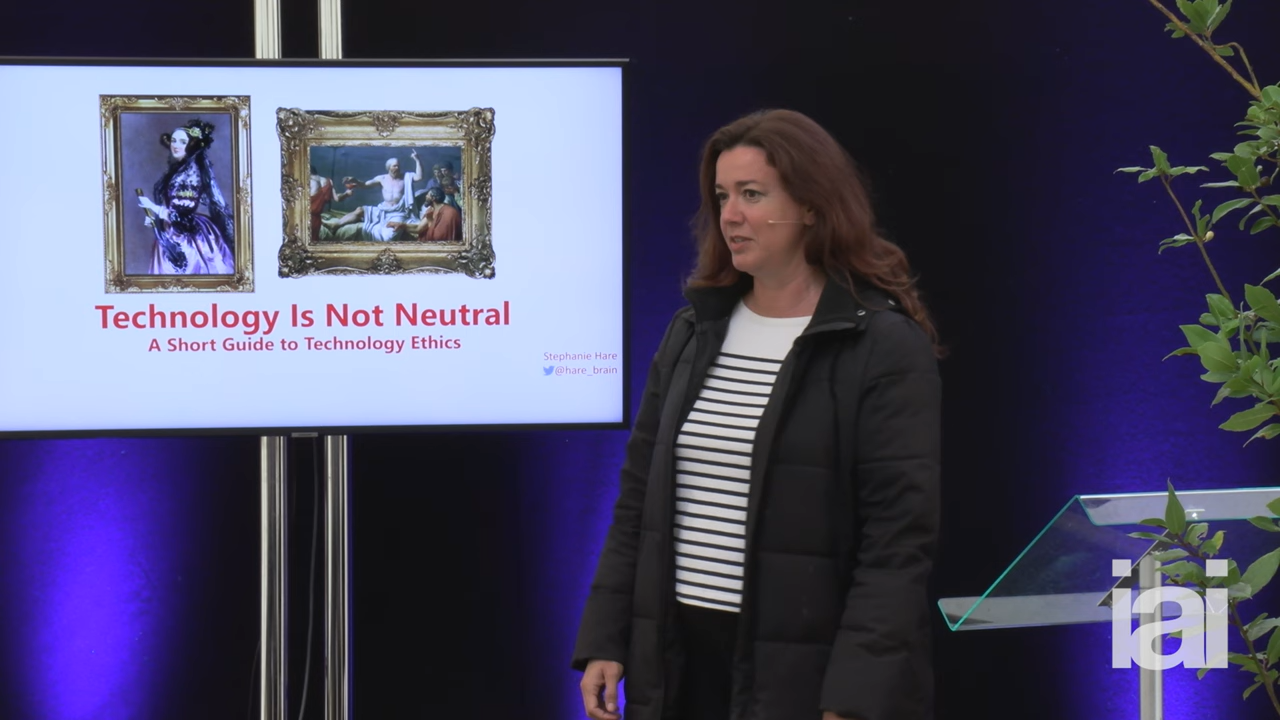 Technology Is Not Neutral
A Short Guide to Technology Ethics
Stephanie Hare
@hare_brain
iai